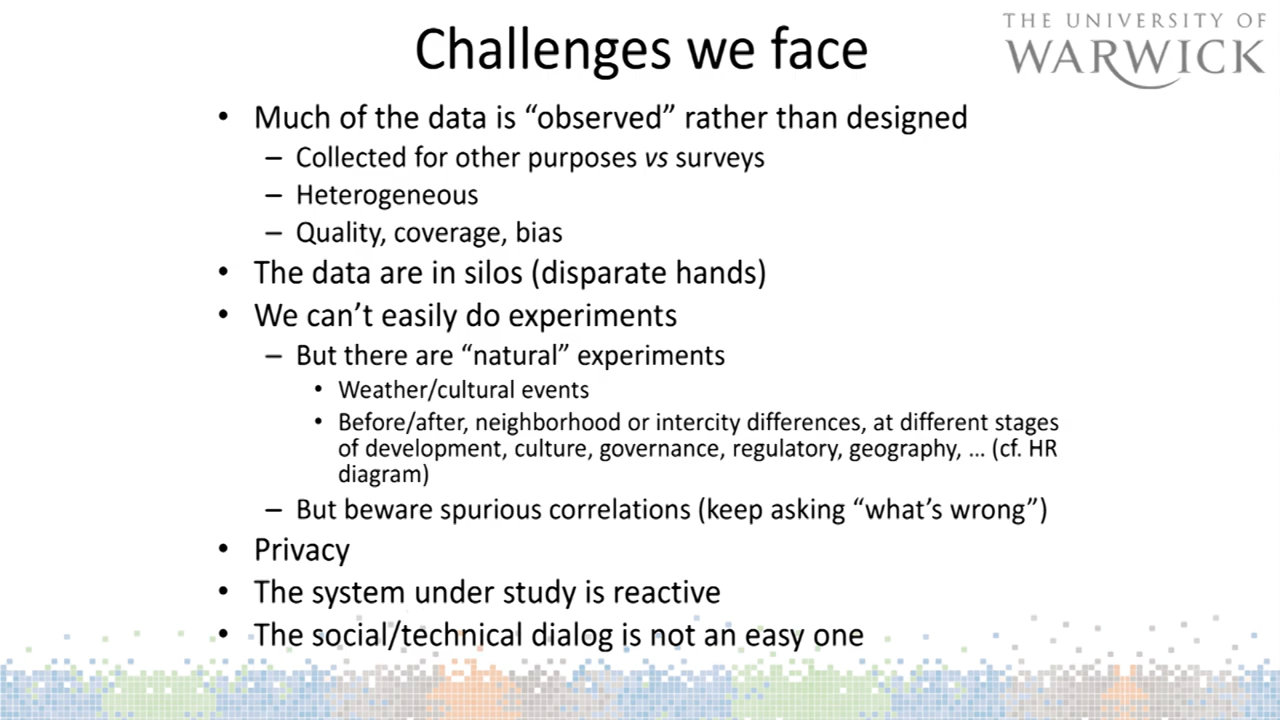 Challenges we face
THE UNIVERSITY OF
WARWICK
• Much of the data is “observed” rather than designed
– Collected for other purposes vs surveys
– Heterogeneous
– Quality, coverage, bias
• The data are in silos (disparate hands)
• We can’t easily do experiments
– But there are “natural” experiments
• Weather/cultural events
• Before/after, neighborhood or intercity differences, at different stages
of development, culture, governance, regulatory, geography, … (cf. HR
diagram)
– But beware spurious correlations (keep asking “what’s wrong”)
• Privacy
• The system under study is reactive
• The social/technical dialog is not an easy one